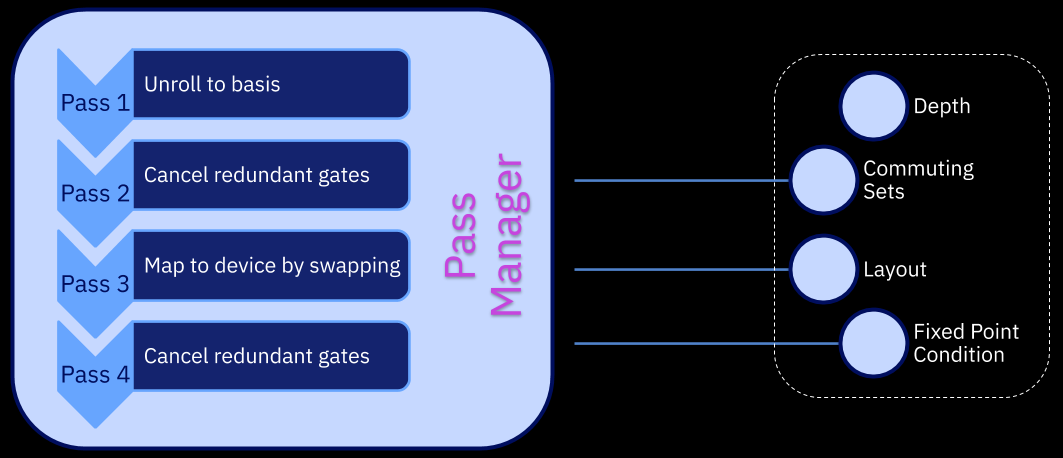 Pass 1
Unroll to basis
Pass 2
Cancel redundant gates
Pass 3
Map to device by swapping
Pass 4
Cancel redundant gates
Pass
Manager
Depth
Commuting
Sets
Layout
Fixed Point
Condition